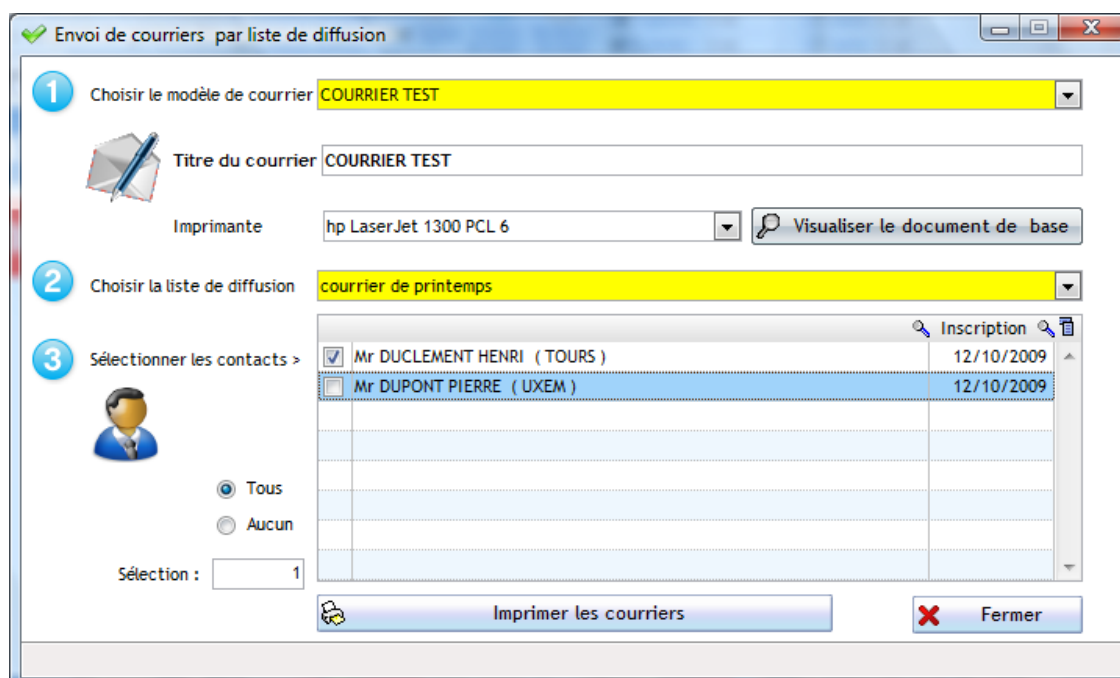 Envoi de courriers par liste de diffusion
1 Choisir le modèle de courrier COURRIER TEST
Titre du courrier COURRIER TEST
Imprimante hp LaserJet 1300 PCL 6 Visualiser le document de base
2 Choisir la liste de diffusion courrier de printemps
Inscription
3 Sélectionner les contacts > Mr DUCLEMENT HENRI ( TOURS ) 12/10/2009
Mr DUPONT PIERRE ( UXEM ) 12/10/2009
Tous
Aucun
Sélection : 1
Imprimer les courriers Fermer